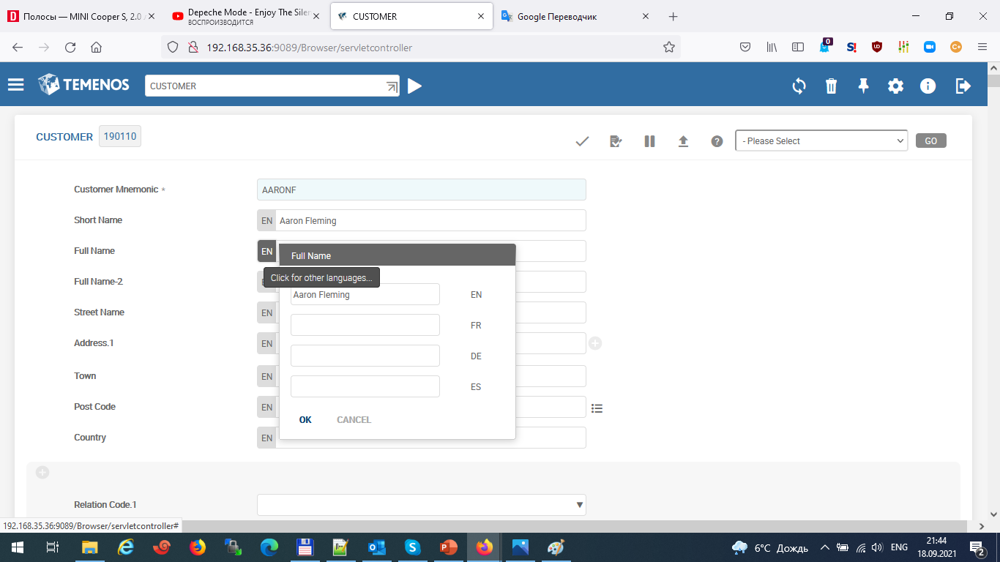 Полосы — MINI Cooper S, 2.0
Depeche Mode - Enjoy The Siler
ВОСПРОИЗВОДИТСЯ
CUSTOMER
Google Переводчик
192.168.35.36:9089/Browser/servletcontroller
0
S!
UD
C+
TEMENOS
CUSTOMER
CUSTOMER 190110
- Please Select
GO
Customer Mnemonic *
AARONF
Short Name
EN Aaron Fleming
Full Name
EN
Full Name
Click for other languages...
Full Name-2
Aaron Fleming EN
Street Name
EN
FR
Address.1
EN
DE
Town
EN
ES
Post Code
EN
OK CANCEL
Country
EN
Relation Code.1
192.168.35.36:9089/Browser/servletcontroller#
6°C Дождь
ENG
21:44
18.09.2021
2